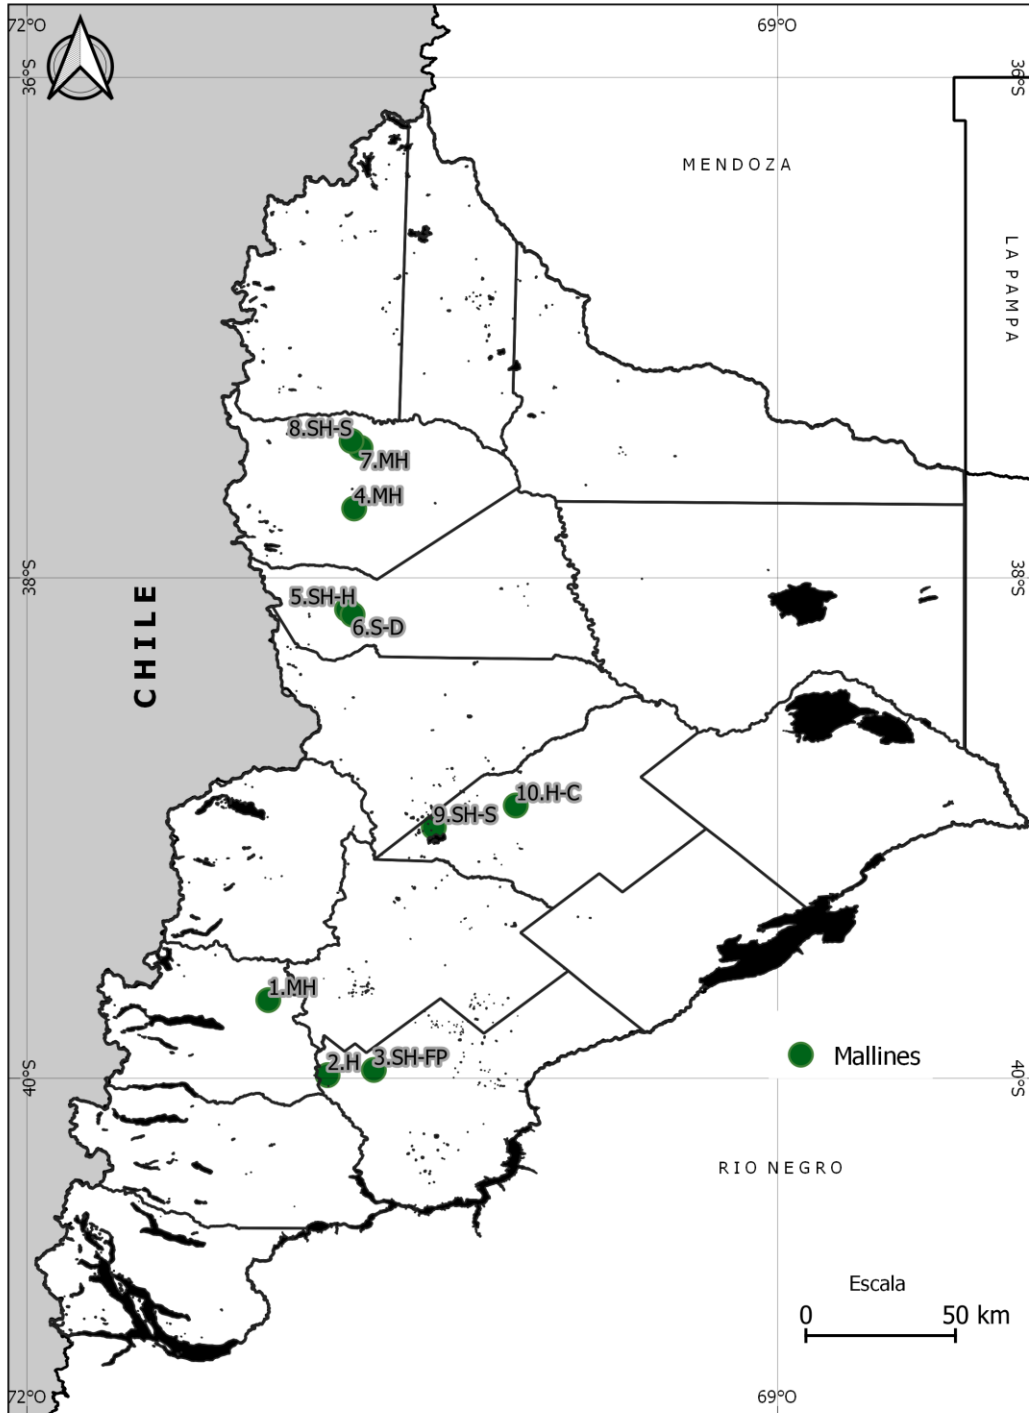 72°O
69°O
36°S
36°S
MENDOZA
LA PAMPA
8.SH-S
7.MH
4.MH
38°S
38°S
CHILE
5.SH-H
6.S-D
10.H-C
9.SH-S
1.MH
2.H
3.SH-FP
Mallines
40°S
40°S
RIO NEGRO
Escala
0
50 km
72°O
69°O